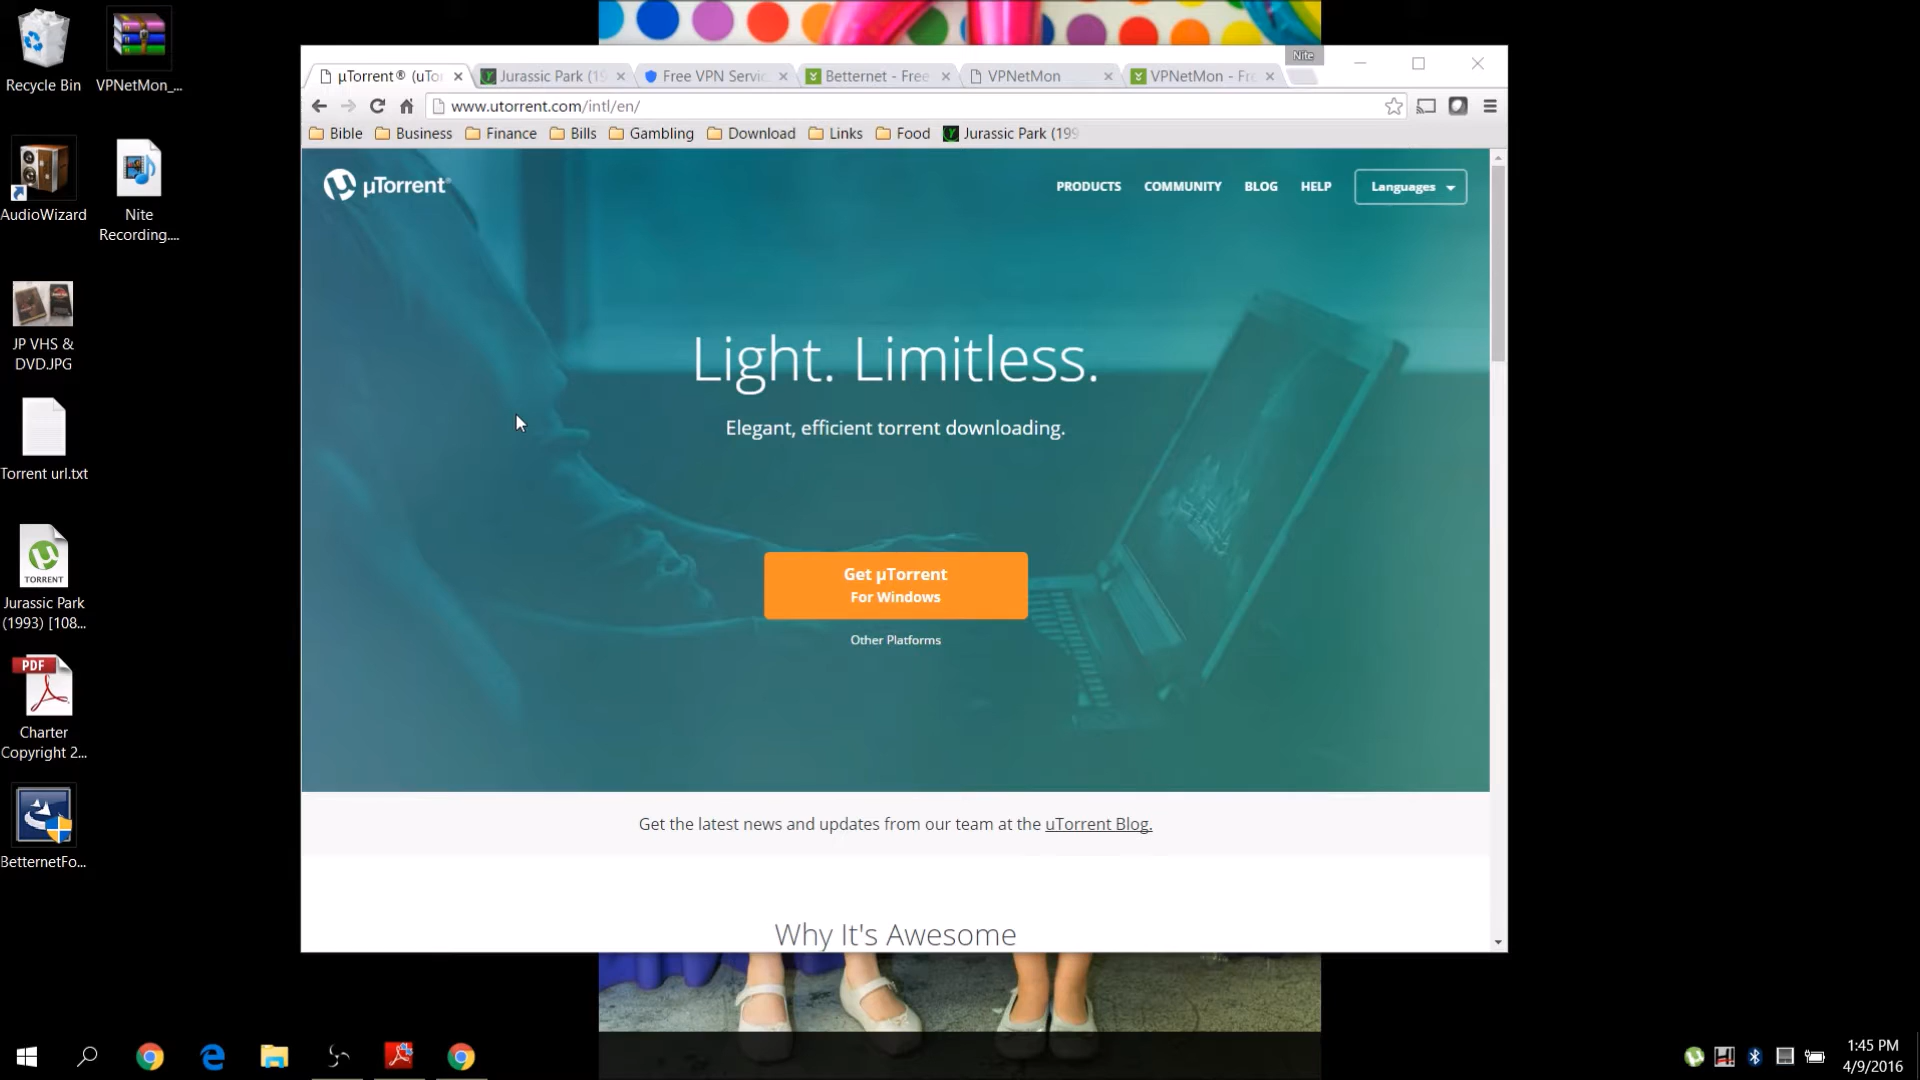 Recycle Bin
VPNetMon_...
AudioWizard
Nite
Recording....
JP VHS &
DVD.JPG
Torrent url.txt
TORRENT
Jurassic Park
(1993) [108...
PDF
Charter
Copyright 2...
BetternetFo...
Nite
µTorrent® (uTo
Jurassic Park (19
Free VPN Servic
Betternet - Free
VPNetMon
VPNetMon - Fre
www.utorrent.com/intl/en/
Bible
Business
Finance
Bills
Gambling
Download
Links
Food
Jurassic Park (199
µTorrent®
PRODUCTS
COMMUNITY
BLOG
HELP
Languages
Light. Limitless.
Elegant, efficient torrent downloading.
Get µTorrent
For Windows
Other Platforms
Get the latest news and updates from our team at the uTorrent Blog.
Why It's Awesome
1:45 PM
4/9/2016